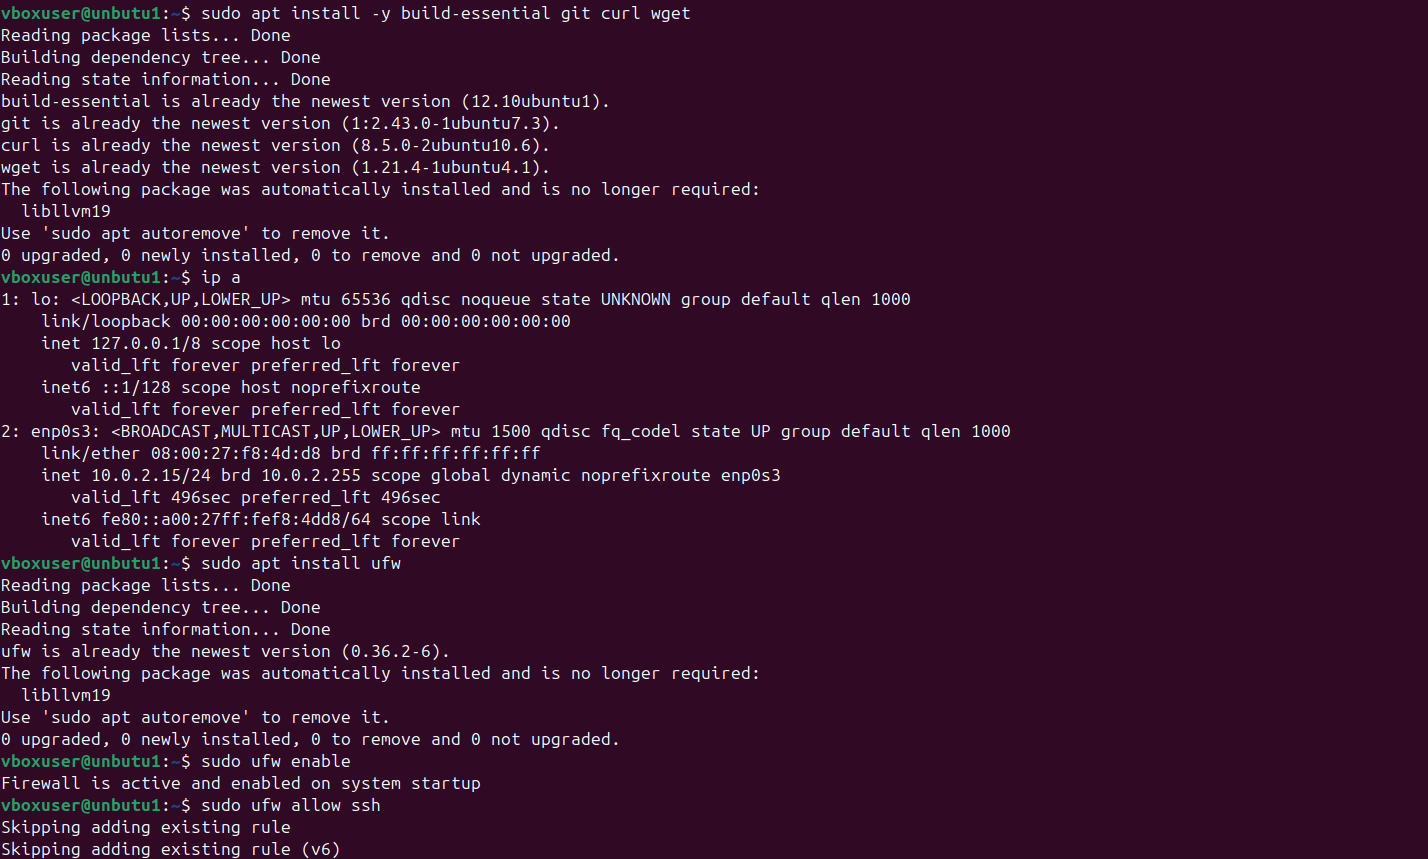 vboxuser@unbutu1:~$ sudo apt install -y build-essential git curl wget
Reading package lists... Done
Building dependency tree... Done
Reading state information... Done
build-essential is already the newest version (12.10ubuntu1).
git is already the newest version (1:2.43.0-1ubuntu7.3).
curl is already the newest version (8.5.0-2ubuntu10.6).
wget is already the newest version (1.21.4-1ubuntu4.1).
The following package was automatically installed and is no longer required:
  libllvm19
Use 'sudo apt autoremove' to remove it.
0 upgraded, 0 newly installed, 0 to remove and 0 not upgraded.
vboxuser@unbutu1:~$ ip a
1: lo: <LOOPBACK,UP,LOWER_UP> mtu 65536 qdisc noqueue state UNKNOWN group default qlen 1000
    link/loopback 00:00:00:00:00:00 brd 00:00:00:00:00:00
    inet 127.0.0.1/8 scope host lo
       valid_lft forever preferred_lft forever
    inet6 ::1/128 scope host noprefixroute
       valid_lft forever preferred_lft forever
2: enp0s3: <BROADCAST,MULTICAST,UP,LOWER_UP> mtu 1500 qdisc fq_codel state UP group default qlen 1000
    link/ether 08:00:27:f8:4d:d8 brd ff:ff:ff:ff:ff:ff
    inet 10.0.2.15/24 brd 10.0.2.255 scope global dynamic noprefixroute enp0s3
       valid_lft 496sec preferred_lft 496sec
    inet6 fe80::a00:27ff:fef8:4dd8/64 scope link
       valid_lft forever preferred_lft forever
vboxuser@unbutu1:~$ sudo apt install ufw
Reading package lists... Done
Building dependency tree... Done
Reading state information... Done
ufw is already the newest version (0.36.2-6).
The following package was automatically installed and is no longer required:
  libllvm19
Use 'sudo apt autoremove' to remove it.
0 upgraded, 0 newly installed, 0 to remove and 0 not upgraded.
vboxuser@unbutu1:~$ sudo ufw enable
Firewall is active and enabled on system startup
vboxuser@unbutu1:~$ sudo ufw allow ssh
Skipping adding existing rule
Skipping adding existing rule (v6)